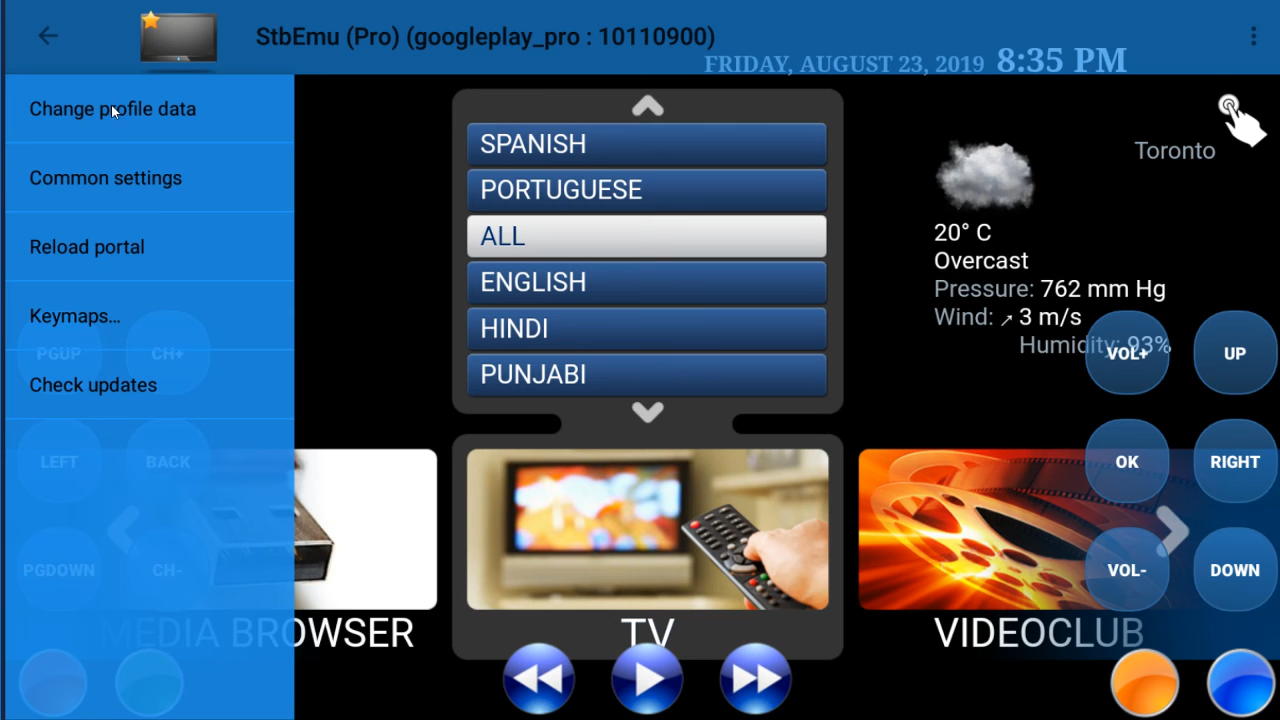 StbEmu (Pro) (googleplay_pro : 10110900)
FRIDAY, AUGUST 23, 2019 8:35 PM
Change profile data
Common settings
Reload portal
Keymaps...
Check updates
PGUP
CH+
LEFT
BACK
PGDOWN
CH-
SPANISH
PORTUGUESE
ALL
ENGLISH
HINDI
PUNJABI
Toronto
20° C
Overcast
Pressure: 762 mm Hg
Wind: 3 m/s
Humidity: 93%
VOL+
UP
OK
RIGHT
VOL-
DOWN
MEDIA BROWSER
TV
VIDEOCLUB